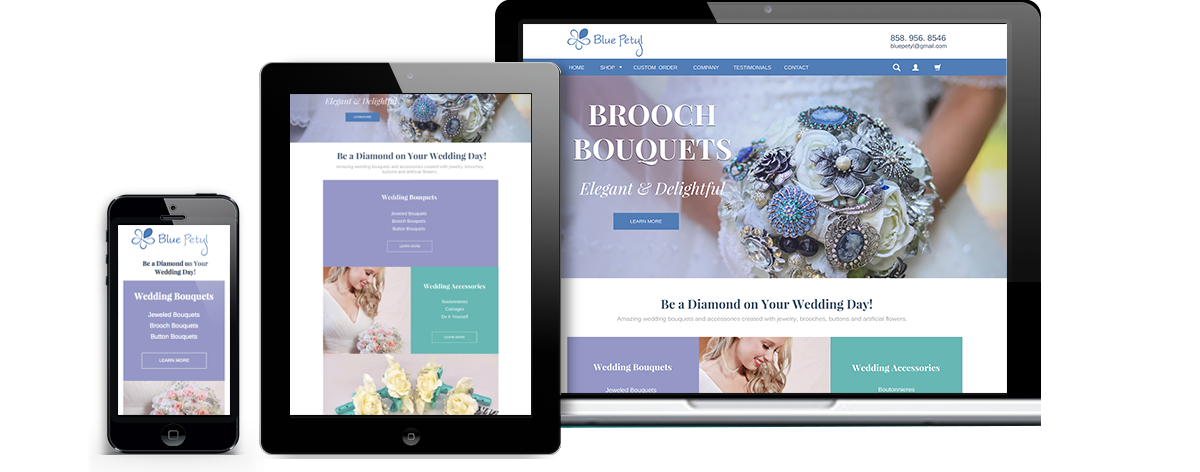 Blue Petyl
Be a Diamond on Your
Wedding Day!
Wedding Bouquets
Jeweled Bouquets
Brooch Bouquets
Button Bouquets
LEARN MORE
Elegant & Delightful
LEARN MORE
Be a Diamond on Your Wedding Day!
Amazing wedding bouquets and accessories created with jewelry, brooches,
buttons and artificial flowers.
Wedding Bouquets
Jeweled Bouquets
Brooch Bouquets
Button Bouquets
LEARN MORE
Wedding Accessories
Boutonnieres
Corsages
Do It Yourself
LEARN MORE
Blue Petyl
858. 956. 8546
bluepetyl@gmail.com
HOME SHOP CUSTOM ORDER COMPANY TESTIMONIALS CONTACT
BROOCH
BOUQUETS
Elegant & Delightful
LEARN MORE
Be a Diamond on Your Wedding Day!
Amazing wedding bouquets and accessories created with jewelry, brooches, buttons and artificial flowers.
Wedding Bouquets
Jeweled Bouquets
Wedding Accessories
Boutonnieres